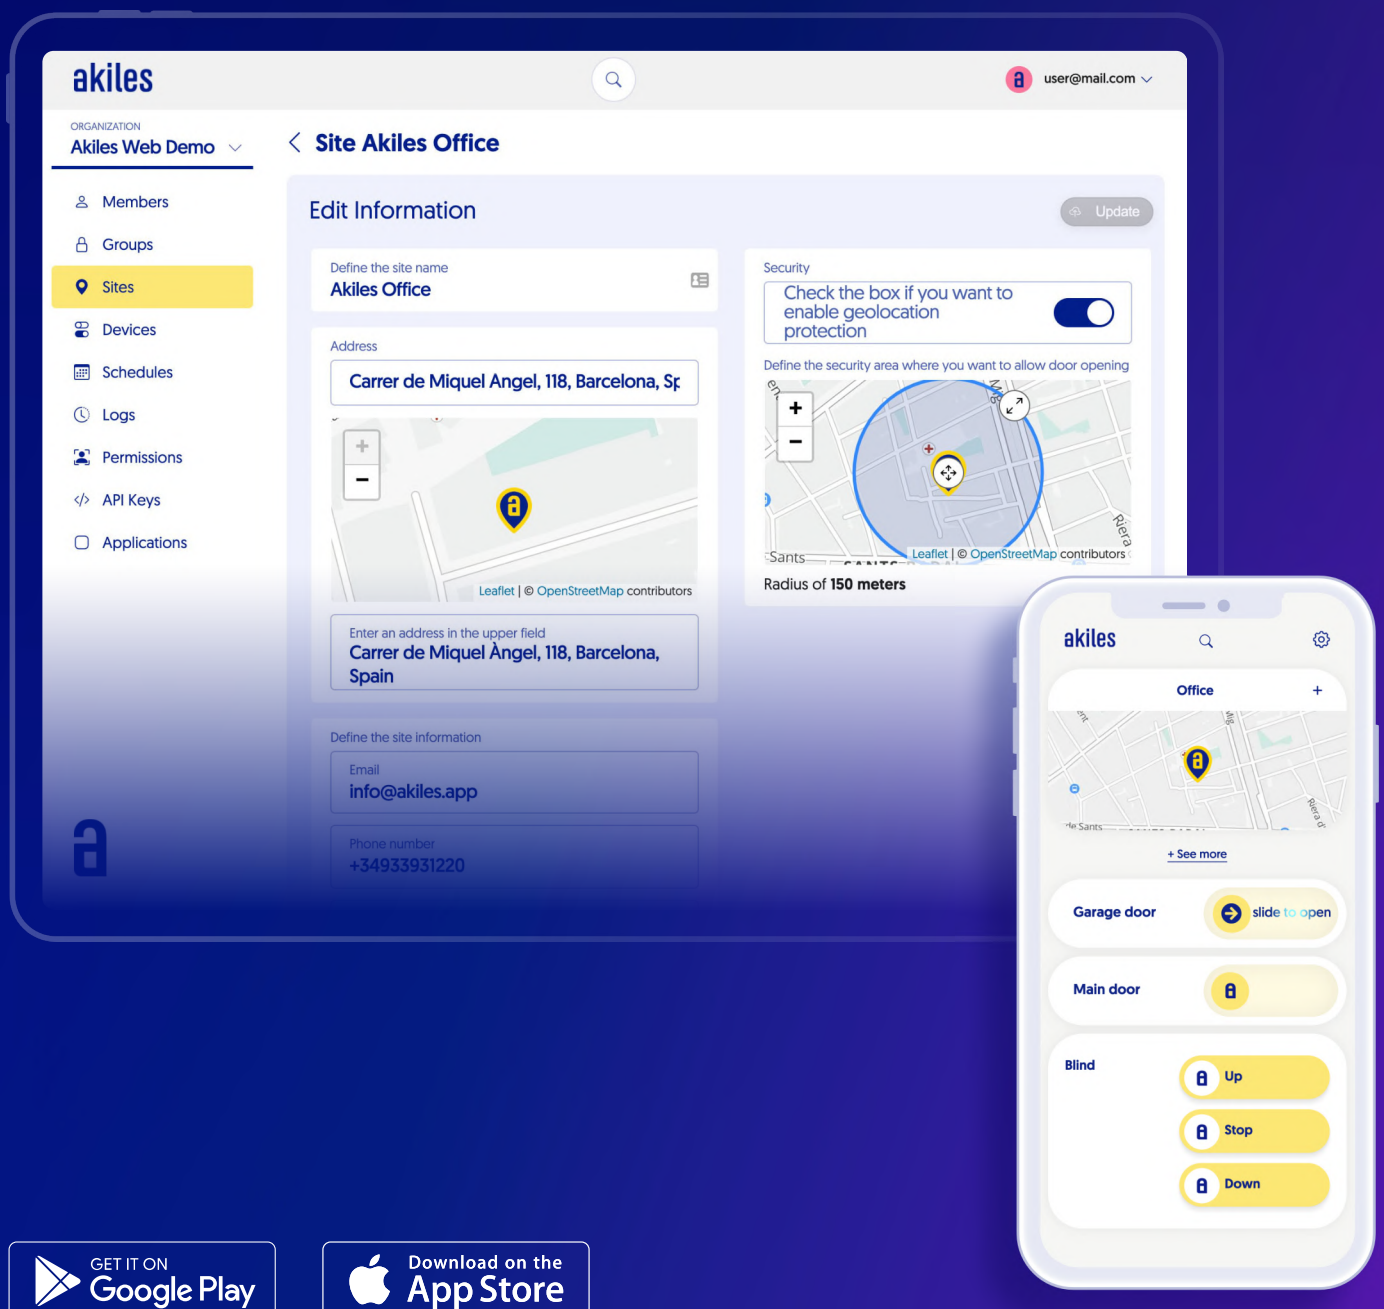 akiles
user@mail.com
ORGANIZATION
Akiles Web Demo
Members
Groups
Sites
Devices
Schedules
Logs
Permissions
API Keys
Applications
Site Akiles Office
Edit Information
Update
Define the site name
Akiles Office
Address
Carrer de Miquel Angel, 118, Barcelona, Sp
Leaflet | © OpenStreetMap contributors
Enter an address in the upper field
Carrer de Miquel Àngel, 118, Barcelona,
Spain
Define the site information
Email
info@akiles.app
Phone number
+34933931220
Security
Check the box if you want to
enable geolocation
protection
Define the security area where you want to allow door opening
Mig
Riera
Sants
Leaflet | © OpenStreetMap contributors
Radius of 150 meters
akiles
Office
+
Mig
Riera d'
de Sants
+ See more
Garage door
slide to open
Main door
Blind
Up
Stop
Down
GET IT ON
Google Play
Download on the
App Store